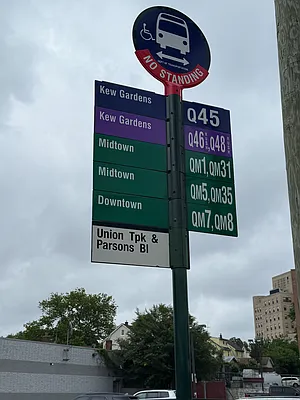 NO STANDING
Kew Gardens Q45
Kew Gardens Q46 Q48
Midtown QM1, QM31
Midtown QM5, QM35
Downtown QM7, QM8
Union Tpk &
Parsons Bl